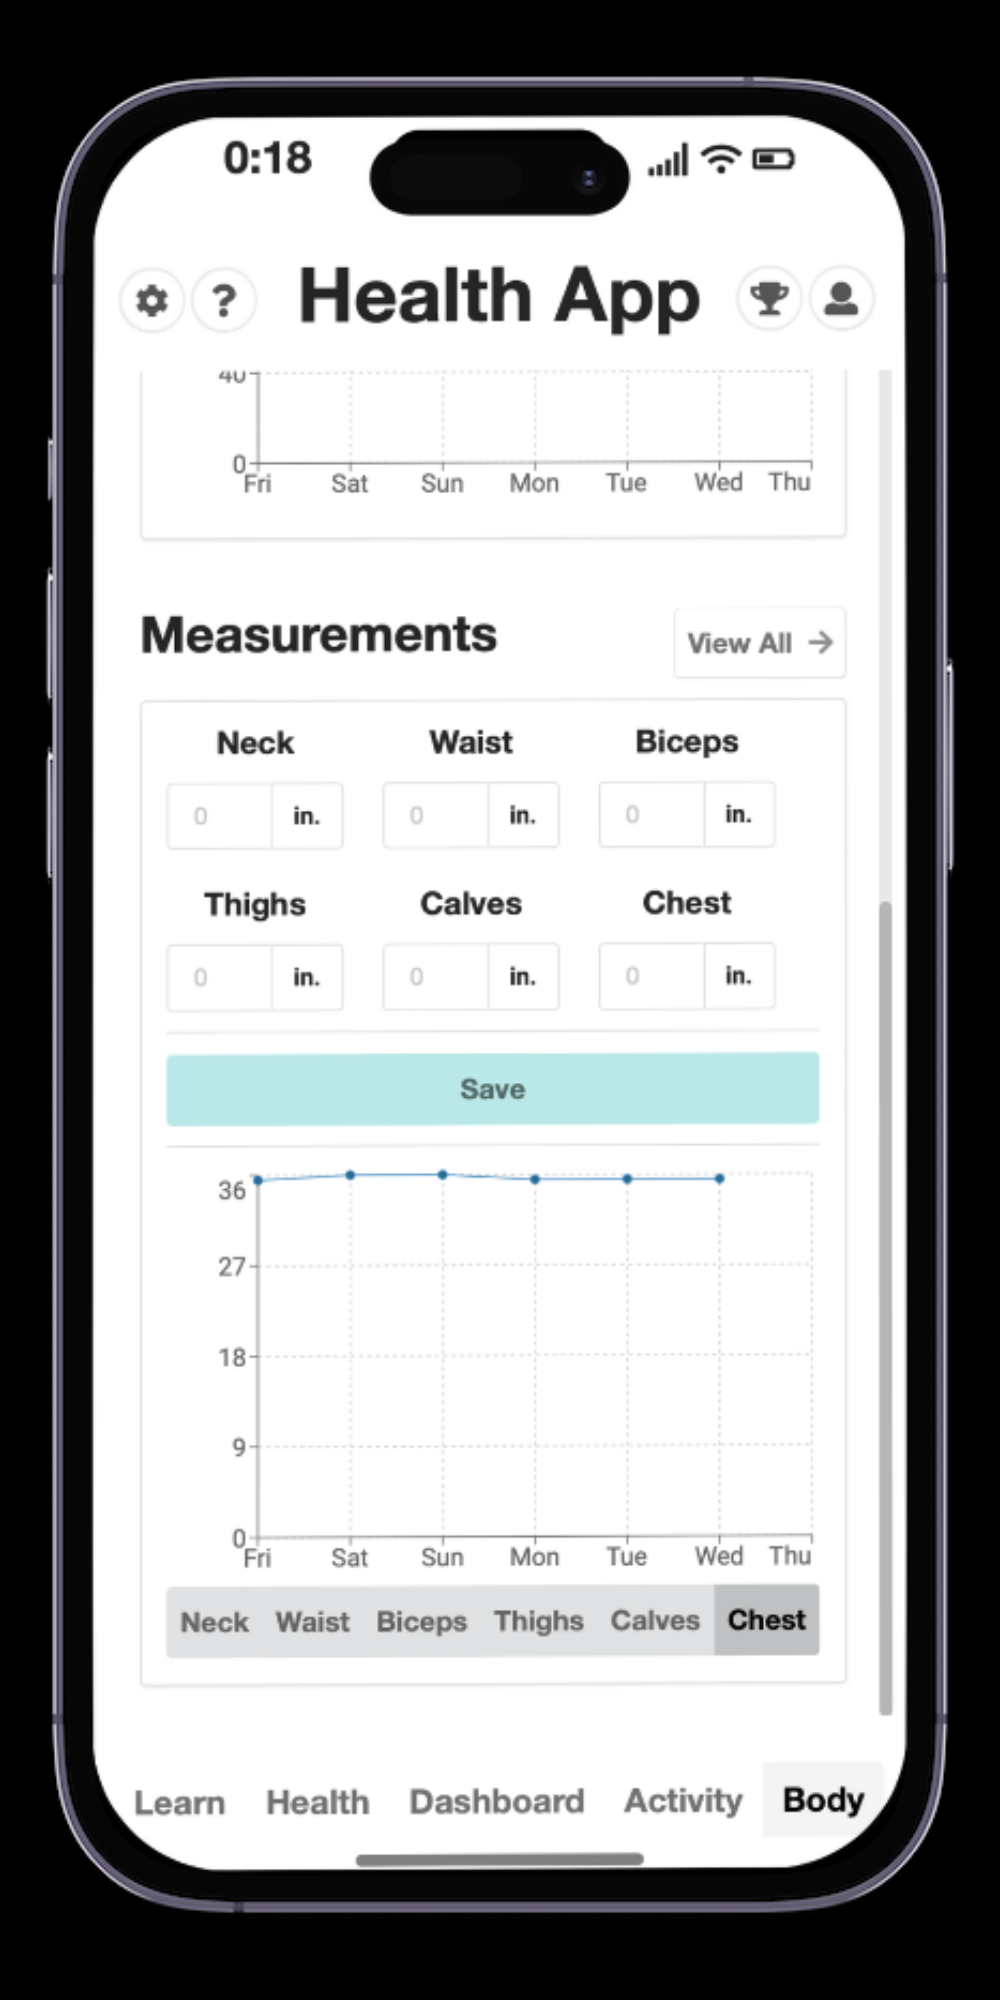 0:18
? Health App
40
0
Fri Sat Sun Mon Tue Wed Thu
Measurements
View All →
Neck Waist Biceps
0 in. 0 in. 0 in.
Thighs Calves Chest
0 in. 0 in. 0 in.
Save
36
27
18
9
0
Fri Sat Sun Mon Tue Wed Thu
Neck Waist Biceps Thighs Calves Chest
Learn Health Dashboard Activity Body